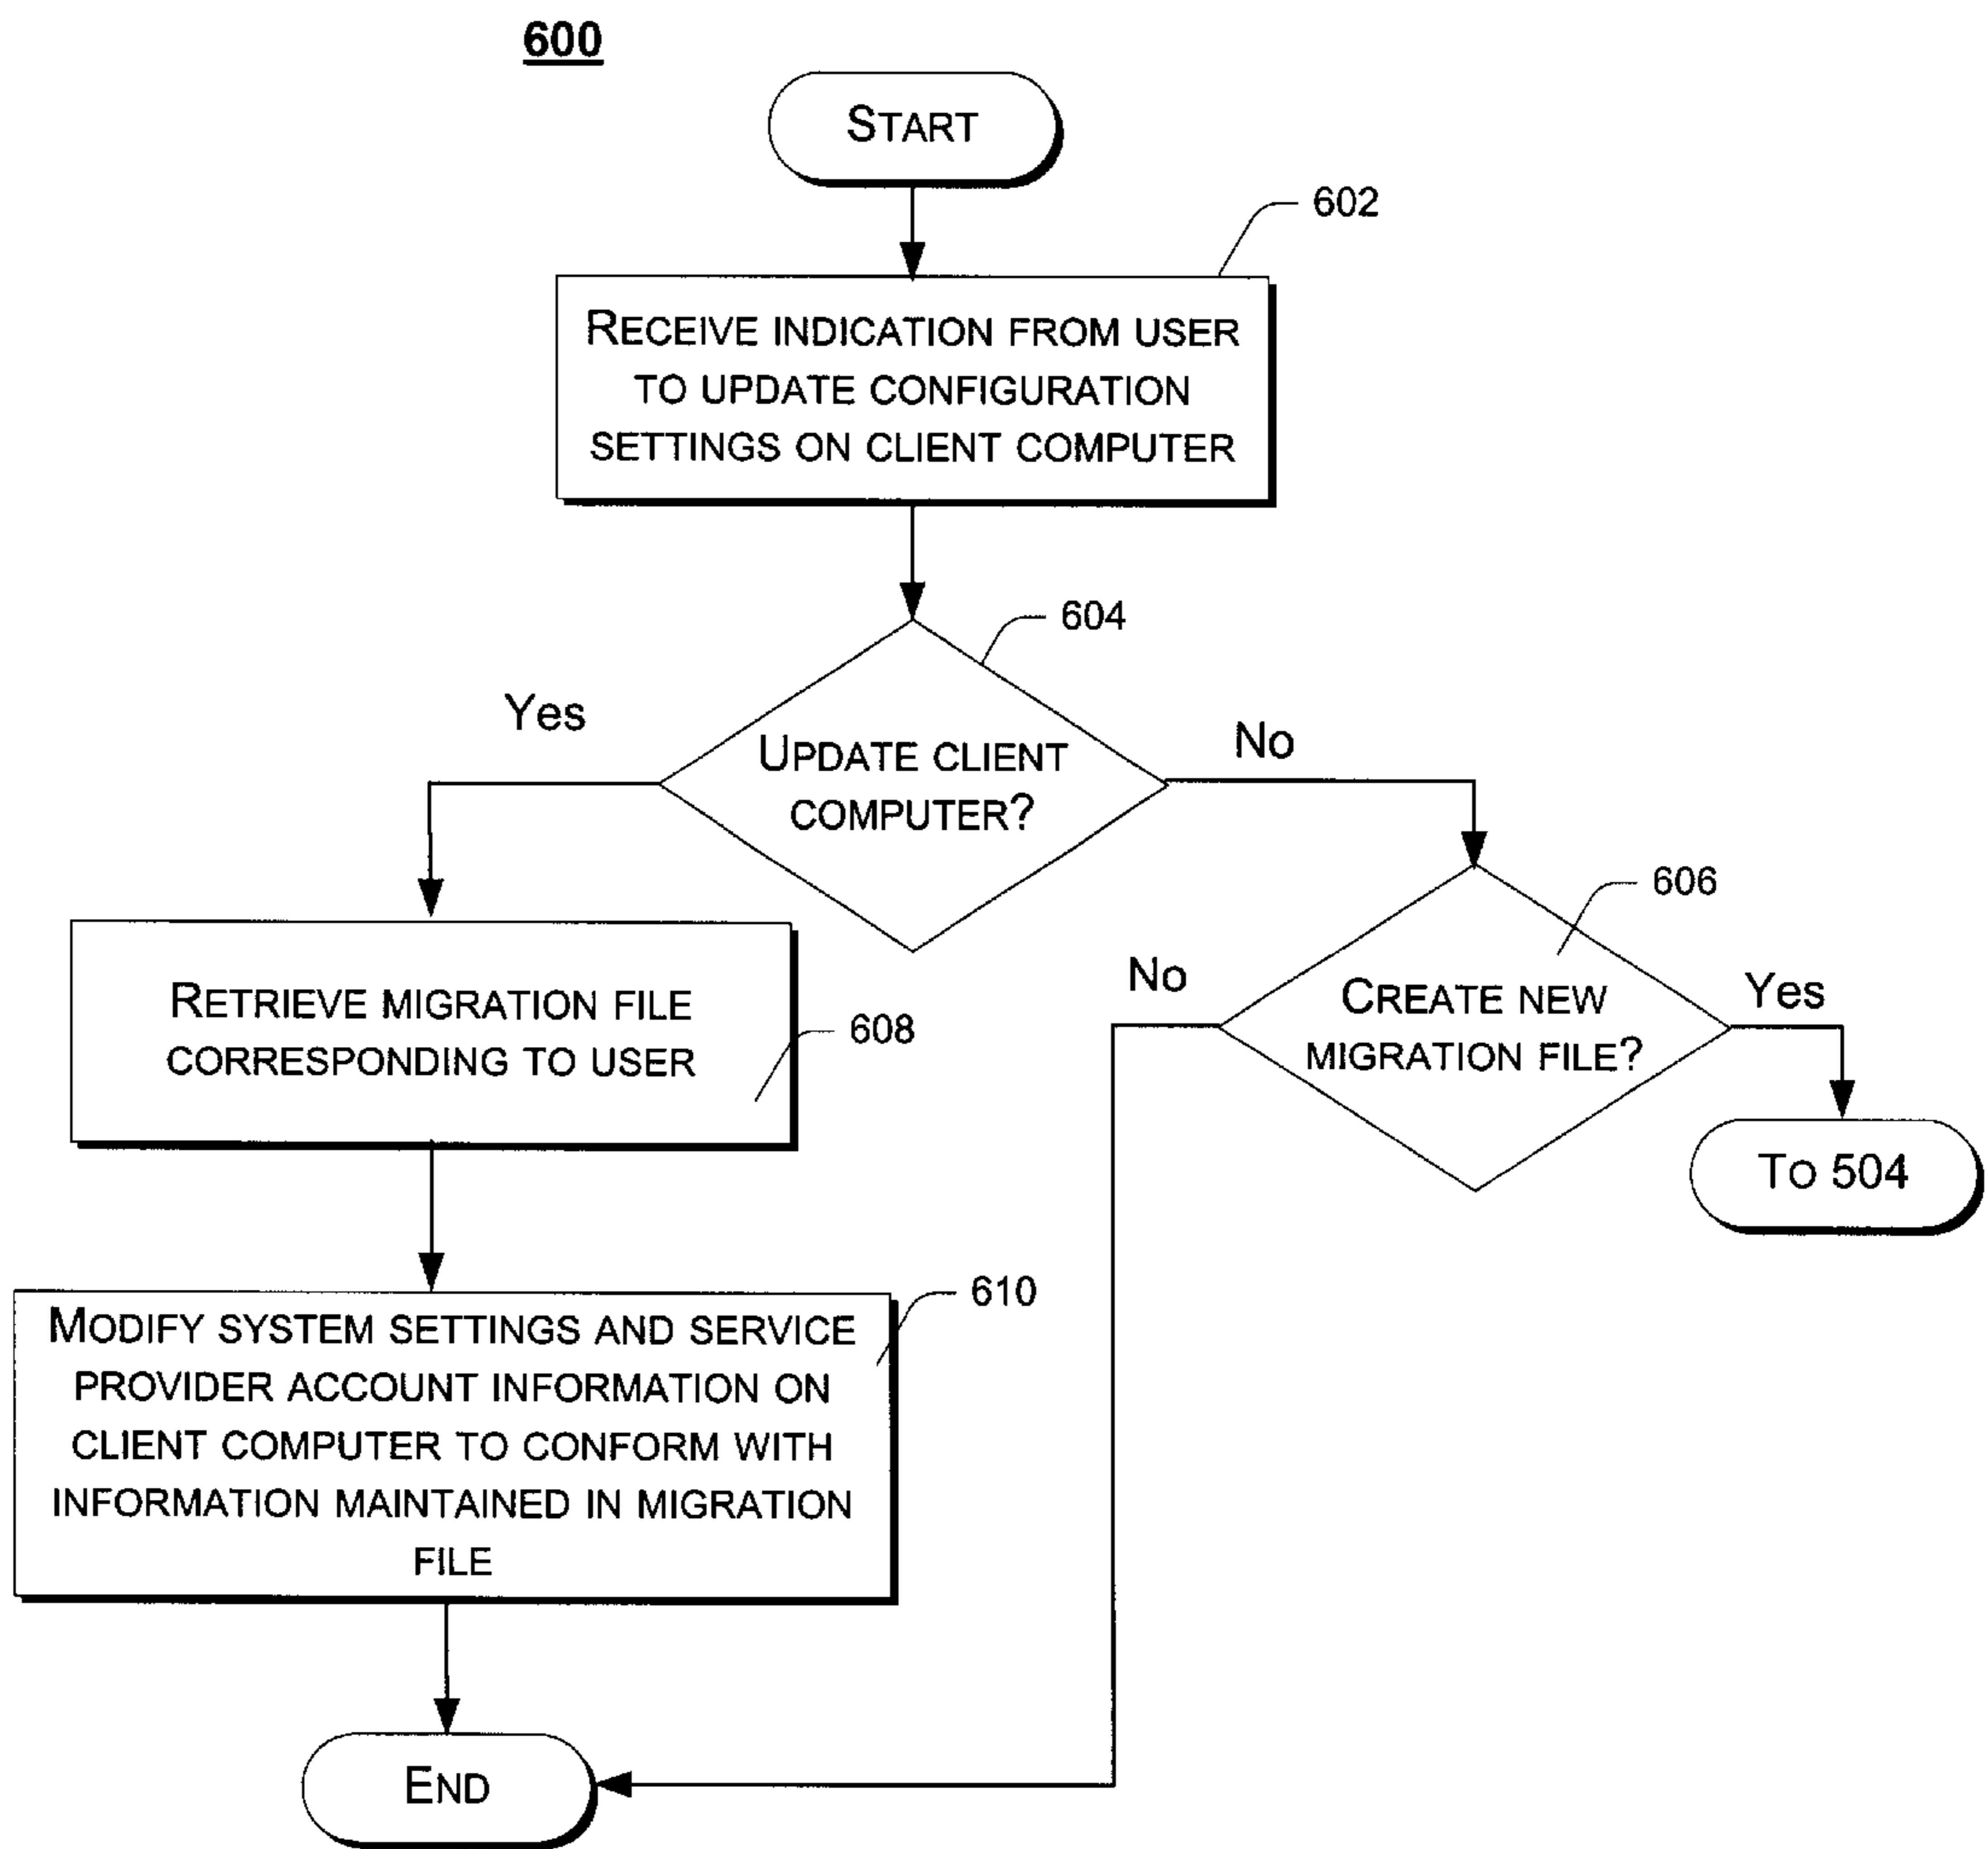 600
START
602
RECEIVE INDICATION FROM USER
TO UPDATE CONFIGURATION
SETTINGS ON CLIENT COMPUTER
604
Yes
No
UPDATE CLIENT
COMPUTER?
606
No
Yes
CREATE NEW
MIGRATION FILE?
RETRIEVE MIGRATION FILE
CORRESPONDING TO USER
608
TO 504
610
MODIFY SYSTEM SETTINGS AND SERVICE
PROVIDER ACCOUNT INFORMATION ON
CLIENT COMPUTER TO CONFORM WITH
INFORMATION MAINTAINED IN MIGRATION
FILE
END